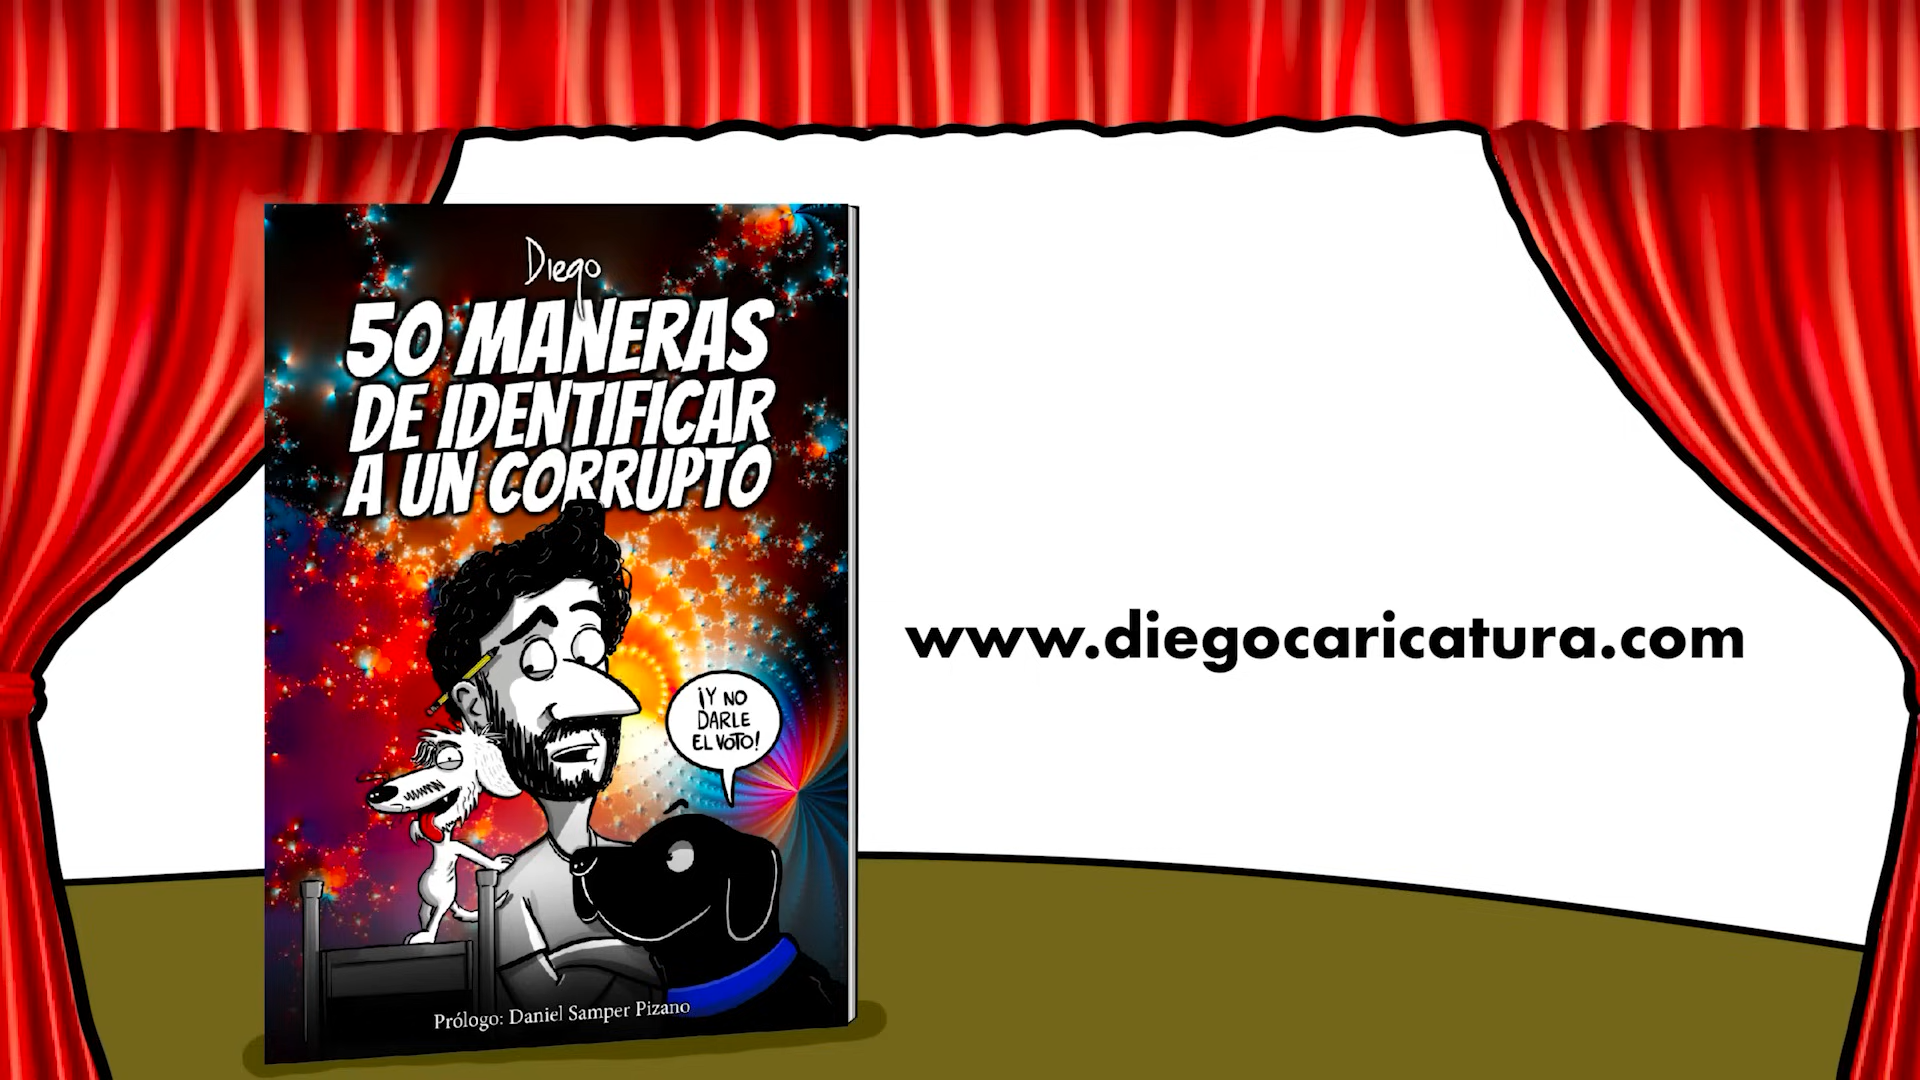 Diego
50 MANERAS
DE IDENTIFICAR
A UN CORRUPTO
¡Y NO
DARLE
EL VOTO!
Prólogo: Daniel Samper Pizano
www.diegocaricatura.com